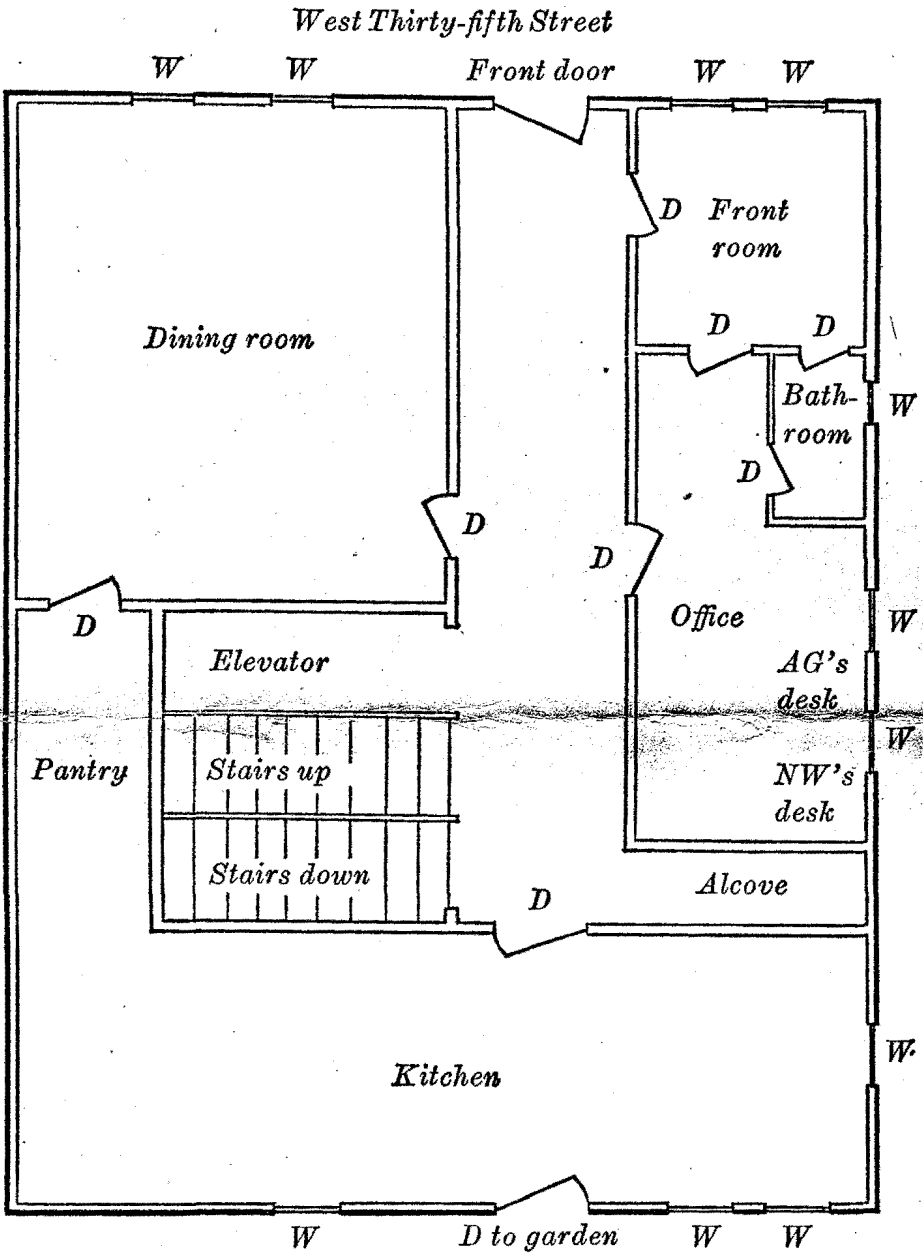 West Thirty-fifth Street
W W Front door W W
D Front
room
Dining room
D D
Bath-
room
W
D
D
D
Office
W
D
Elevator
AG's
desk
W
Pantry
Stairs up
NW's
desk
Stairs down
Alcove
D
Kitchen
W
W D to garden W W